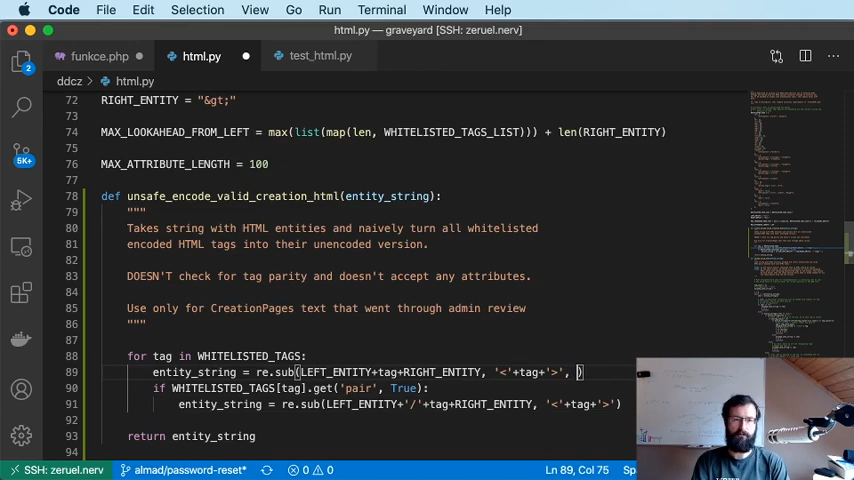 Code File Edit Selection View Go Run Terminal Window Help
html.py — graveyard [SSH: zeruel.nerv]
funkce.php html.py test_html.py
ddcz > html.py
72 RIGHT_ENTITY = "&gt;"
73
74 MAX_LOOKAHEAD_FROM_LEFT = max(list(map(len, WHITELISTED_TAGS_LIST))) + len(RIGHT_ENTITY)
75
76 MAX_ATTRIBUTE_LENGTH = 100
77
78 def unsafe_encode_valid_creation_html(entity_string):
79 """
80 Takes string with HTML entities and naively turn all whitelisted
81 encoded HTML tags into their unencoded version.
82
83 DOESN'T check for tag parity and doesn't accept any attributes.
84
85 Use only for CreationPages text that went through admin review
86 """
87
88 for tag in WHITELISTED_TAGS:
89 entity_string = re.sub(LEFT_ENTITY+tag+RIGHT_ENTITY, '<'+tag+'>', )
90 if WHITELISTED_TAGS[tag].get('pair', True):
91 entity_string = re.sub(LEFT_ENTITY+'/'+tag+RIGHT_ENTITY, '<'+tag+'>')
92
93 return entity_string
94
2
5K+
SSH: zeruel.nerv almad/password-reset* 0 0 Ln 89, Col 75